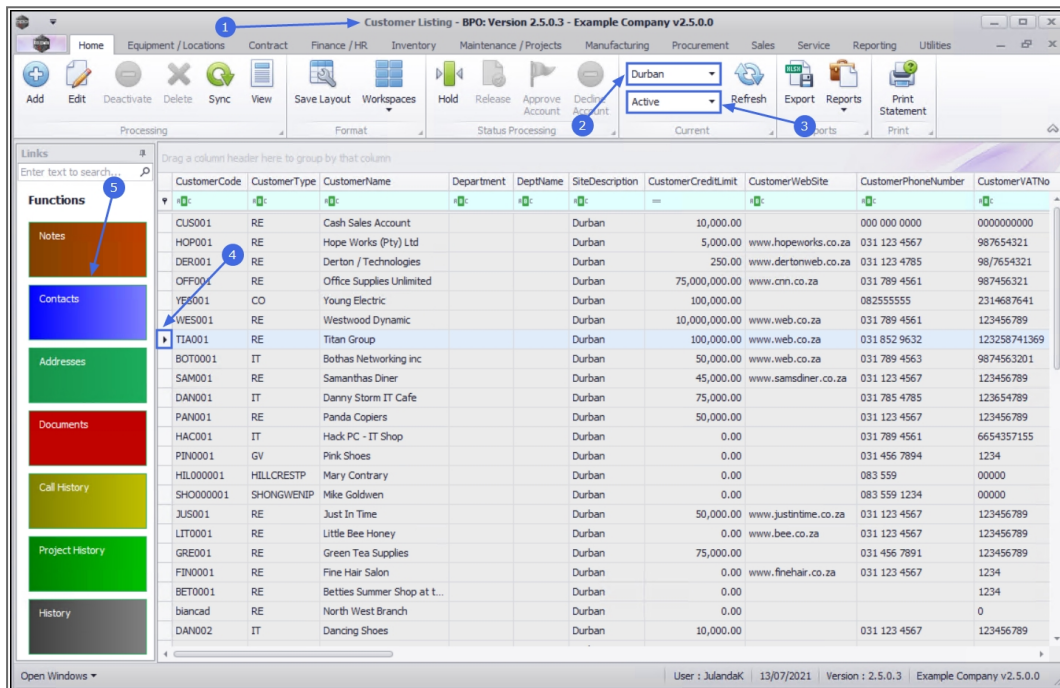 Customer Listing - BPO: Version 2.5.0.3 - Example Company v2.5.0.0
1
Home Equipment / Locations Contract Finance / HR Inventory Maintenance / Projects Manufacturing Procurement Sales Service Reporting Utilities
Add Edit Deactivate Delete Sync View Save Layout Workspaces Hold Release Approve Account Decline Account Durban Active Refresh Export Reports Print Statement
2 3
Processing Format Status Processing Current Print
Links
Drag a column header here to group by that column
Enter text to search...
5
Functions
Notes
Contacts
Addresses
Documents
Call History
Project History
History
4
CustomerCode CustomerType CustomerName Department DeptName SiteDescription CustomerCreditLimit CustomerWebSite CustomerPhoneNumber CustomerVATNo
CUS001 RE Cash Sales Account Durban 10,000.00 000 000 0000 0000000000
HOP001 RE Hope Works (Pty) Ltd Durban 5,000.00 www.hopeworks.co.za 031 123 4567 987654321
DER001 RE Derton / Technologies Durban 250.00 www.dertonweb.co.za 031 123 4785 98/7654321
OFF001 RE Office Supplies Unlimited Durban 75,000,000.00 www.cnn.co.za 031 789 4561 987456321
YES001 CO Young Electric Durban 100,000.00 082555555 2314687641
WES001 RE Westwood Dynamic Durban 10,000,000.00 www.web.co.za 031 789 4561 123456789
TIA001 RE Titan Group Durban 100,000.00 www.web.co.za 031 852 9632 123258741369
BOT0001 IT Bothas Networking inc Durban 50,000.00 www.web.co.za 031 789 4563 9874563201
SAM001 RE Samanthas Diner Durban 45,000.00 www.samsdiner.co.za 031 123 4567 123456789
DAN001 IT Danny Storm IT Cafe Durban 75,000.00 031 785 4785 123654789
PAN001 RE Panda Copiers Durban 50,000.00 031 123 4567 123456789
HAC001 IT Hack PC - IT Shop Durban 0.00 031 789 4561 6654357155
PIN0001 GV Pink Shoes Durban 0.00 031 456 7894 1234
HIL000001 HILLCRESTP Mary Contrary Durban 0.00 083 559 00000
SHO000001 SHONGWENIP Mike Goldwen Durban 0.00 083 559 1234 00000
JUS001 RE Just In Time Durban 50,000.00 www.justintime.co.za 031 123 4567 123456789
LIT0001 RE Little Bee Honey Durban 0.00 www.bee.co.za 031 123 4567 123456789
GRE001 RE Green Tea Supplies Durban 75,000.00 031 456 7891 123456789
FIN0001 RE Fine Hair Salon Durban 0.00 www.finehair.co.za 031 123 4567 1234
BET0001 RE Betties Summer Shop at t... Durban 0.00 1234
biancad RE North West Branch Durban 0.00 0
DAN002 IT Dancing Shoes Durban 10,000.00 031 123 4567 123456789
Open Windows User : JulandaK 13/07/2021 Version : 2.5.0.3 Example Company v2.5.0.0